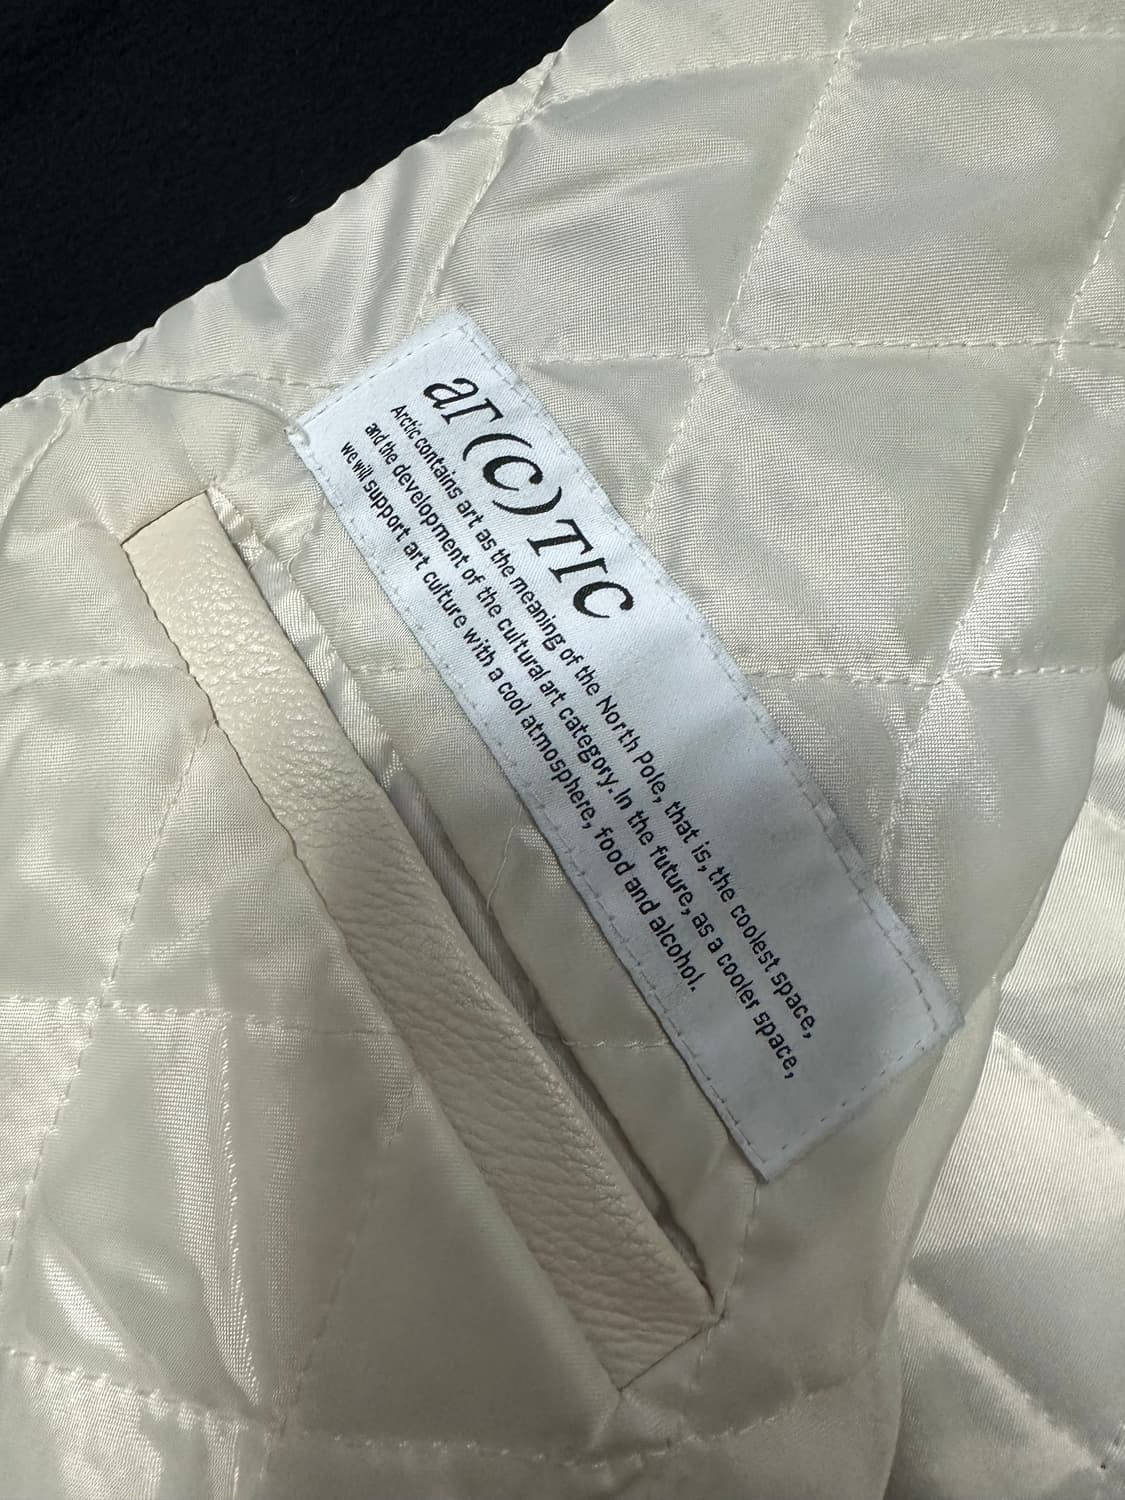 ar(c)TIC
Arctic contains art as the meaning of the North Pole, that is, the coolest space,
and the development of the cultural art category. In the future, as a cooler space,
we will support art culture with a cool atmosphere, food and alcohol.